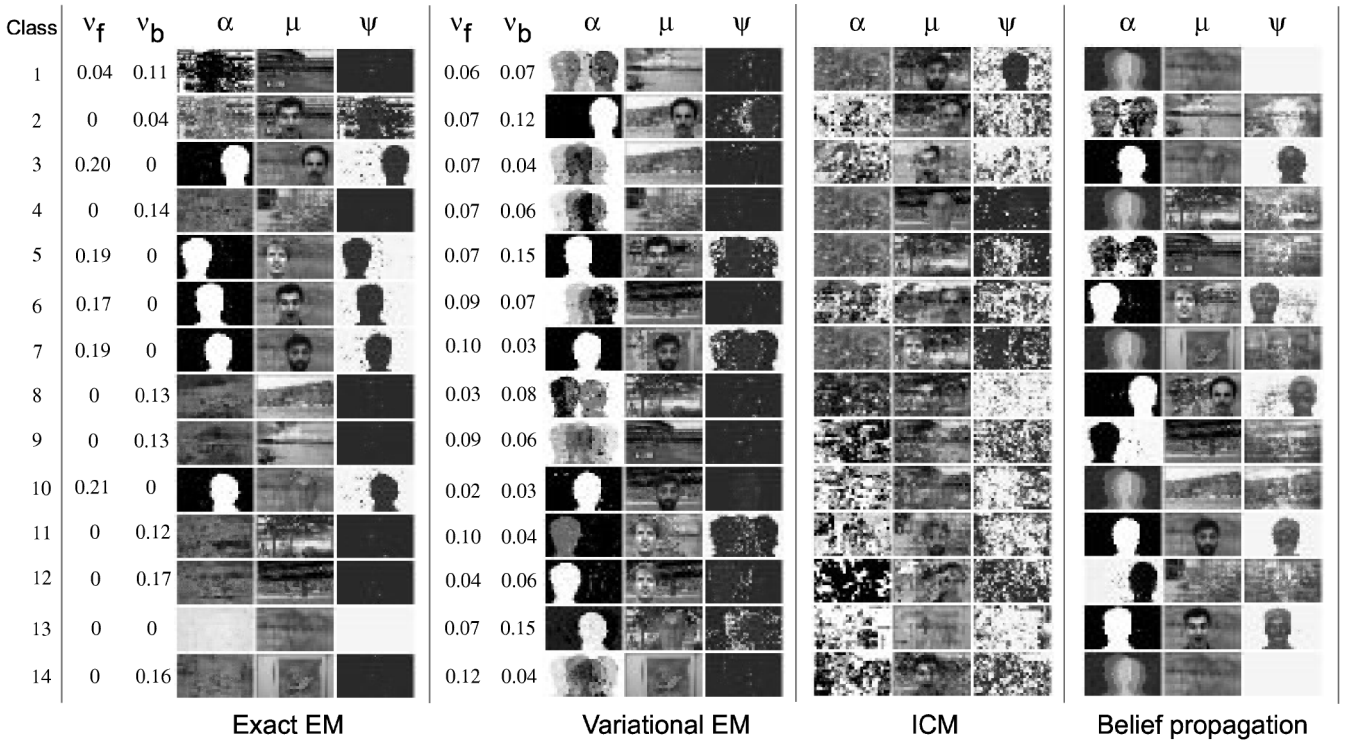 Class νf νb α μ ψ νf νb α μ ψ α μ ψ α μ ψ
1 0.04 0.11 0.06 0.07
2 0 0.04 0.07 0.12
3 0.20 0 0.07 0.04
4 0 0.14 0.07 0.06
5 0.19 0 0.07 0.15
6 0.17 0 0.09 0.07
7 0.19 0 0.10 0.03
8 0 0.13 0.03 0.08
9 0 0.13 0.09 0.06
10 0.21 0 0.02 0.03
11 0 0.12 0.10 0.04
12 0 0.17 0.04 0.06
13 0 0 0.07 0.15
14 0 0.16 0.12 0.04
Exact EM Variational EM ICM Belief propagation